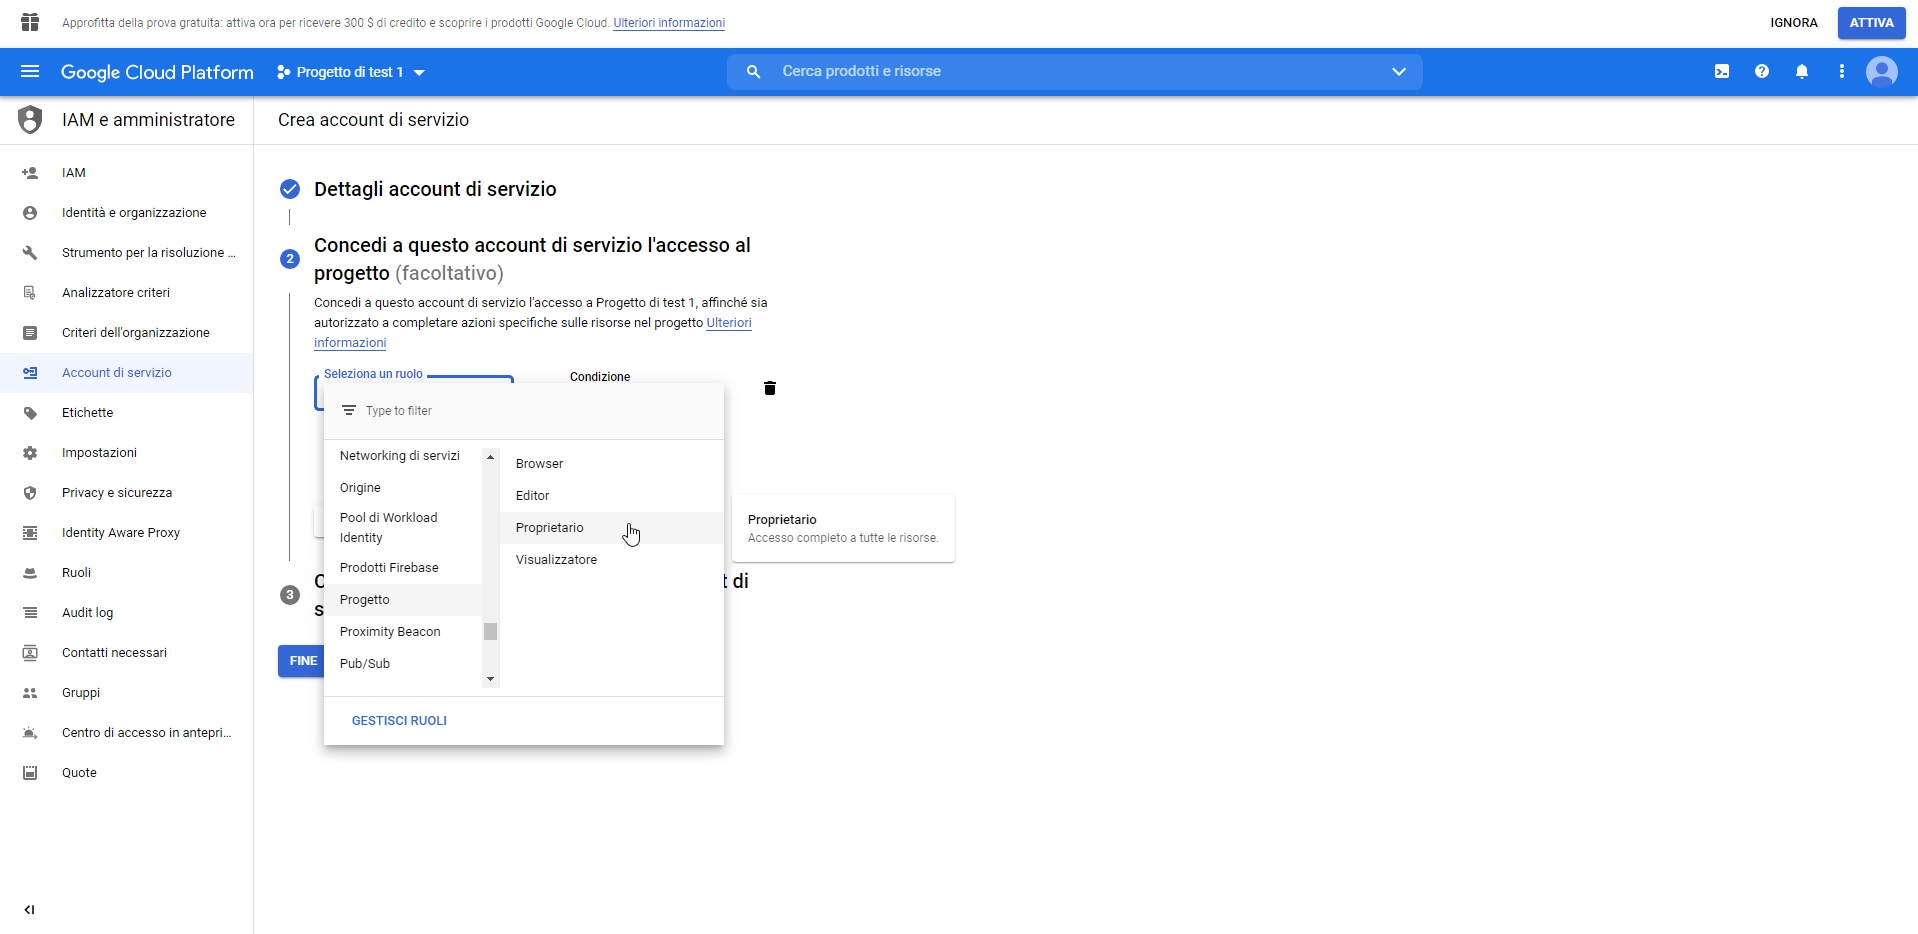 Approfitta della prova gratuita: attiva ora per ricevere 300 $ di credito e scoprire i prodotti Google Cloud. Ulteriori informazioni
IGNORA
ATTIVA
Google Cloud Platform
Progetto di test 1
Cerca prodotti e risorse
IAM e amministratore
Crea account di servizio
IAM
Identità e organizzazione
Strumento per la risoluzione ...
Analizzatore criteri
Criteri dell'organizzazione
Account di servizio
Etichette
Impostazioni
Privacy e sicurezza
Identity Aware Proxy
Ruoli
Audit log
Contatti necessari
Gruppi
Centro di accesso in antepri...
Quote
Dettagli account di servizio
2
Concedi a questo account di servizio l'accesso al
progetto (facoltativo)
Concedi a questo account di servizio l'accesso a Progetto di test 1, affinché sia
autorizzato a completare azioni specifiche sulle risorse nel progetto Ulteriori
informazioni
Seleziona un ruolo
Condizione
Type to filter
Networking di servizi
Origine
Pool di Workload
Identity
Prodotti Firebase
Progetto
Proximity Beacon
Pub/Sub
Browser
Editor
Proprietario
Visualizzatore
GESTISCI RUOLI
Proprietario
Accesso completo a tutte le risorse.
3
di
FINE